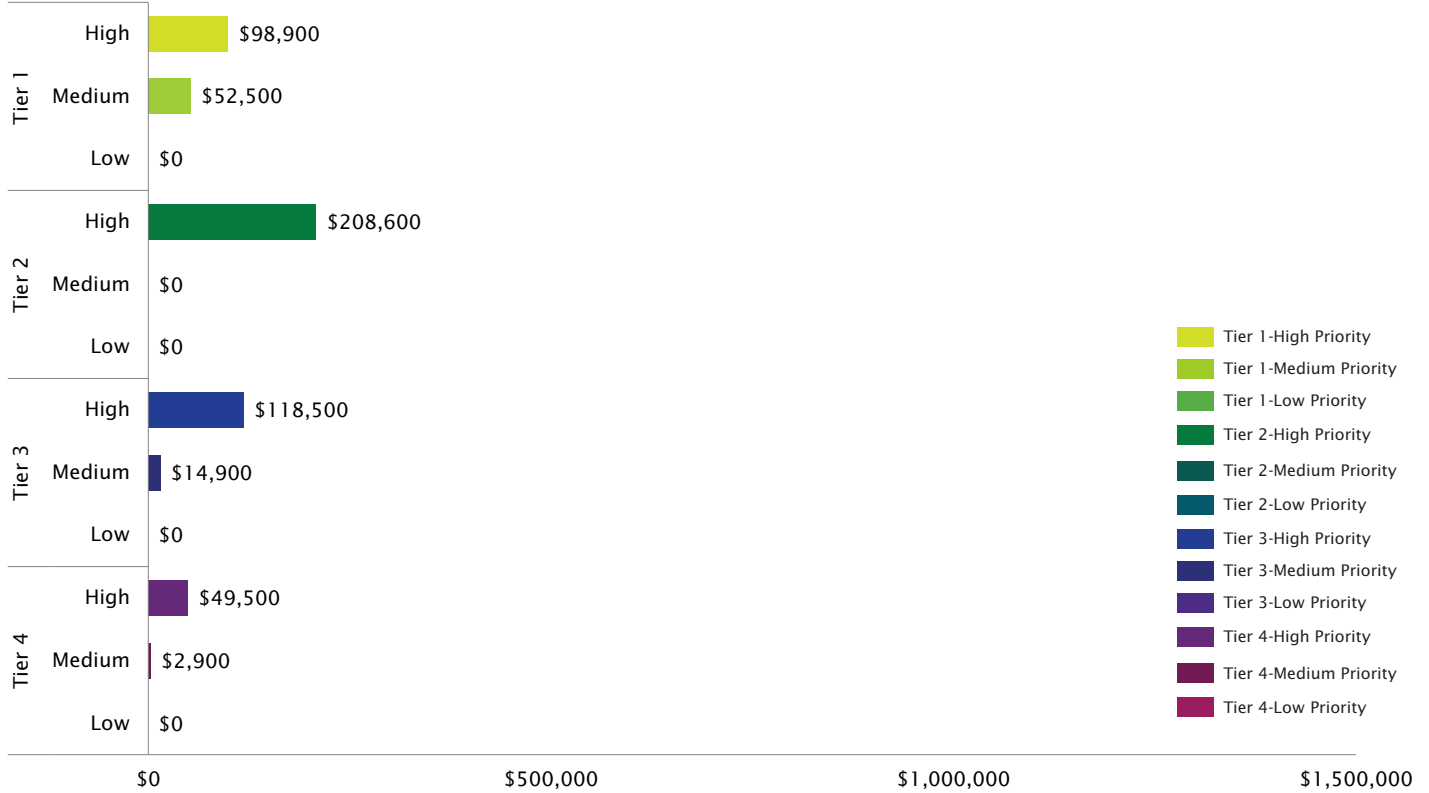 Tier 1
High $98,900
Medium $52,500
Low $0
Tier 2
High $208,600
Medium $0
Low $0
Tier 3
High $118,500
Medium $14,900
Low $0
Tier 4
High $49,500
Medium $2,900
Low $0
$0 $500,000 $1,000,000 $1,500,000
Tier 1-High Priority
Tier 1-Medium Priority
Tier 1-Low Priority
Tier 2-High Priority
Tier 2-Medium Priority
Tier 2-Low Priority
Tier 3-High Priority
Tier 3-Medium Priority
Tier 3-Low Priority
Tier 4-High Priority
Tier 4-Medium Priority
Tier 4-Low Priority